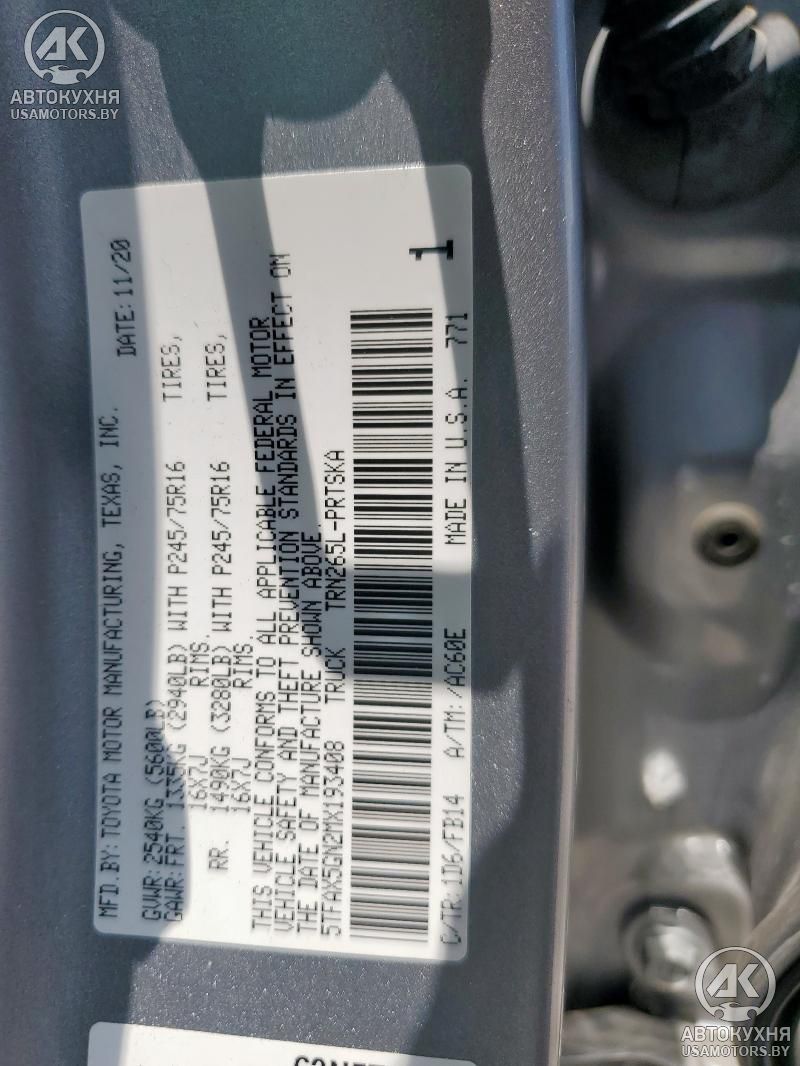 AK
АВТОКУХНЯ
USAMOTORS.BY
MFD.BY: TOYOTA MOTOR MANUFACTURING, TEXAS, INC. DATE: 11/20
GVWR: 2540KG (5600LB)
GAWR: FRT. 1335KG (2940LB) WITH P245/75R16 TIRES,
16X7J RIMS.
RR. 1490KG (3280LB) WITH P245/75R16 TIRES,
16X7J RIMS.
THIS VEHICLE CONFORMS TO ALL APPLICABLE FEDERAL MOTOR
VEHICLE SAFETY AND THEFT PREVENTION STANDARDS IN EFFECT ON
THE DATE OF MANUFACTURE SHOWN ABOVE.
5TFAX5GN2MX193408 TRUCK TRN265L-PRTSKA
C/TR: 1D6/FB14 A/TM: /AC60E MADE IN U.S.A. 771 1
AK
АВТОКУХНЯ
USAMOTORS.BY